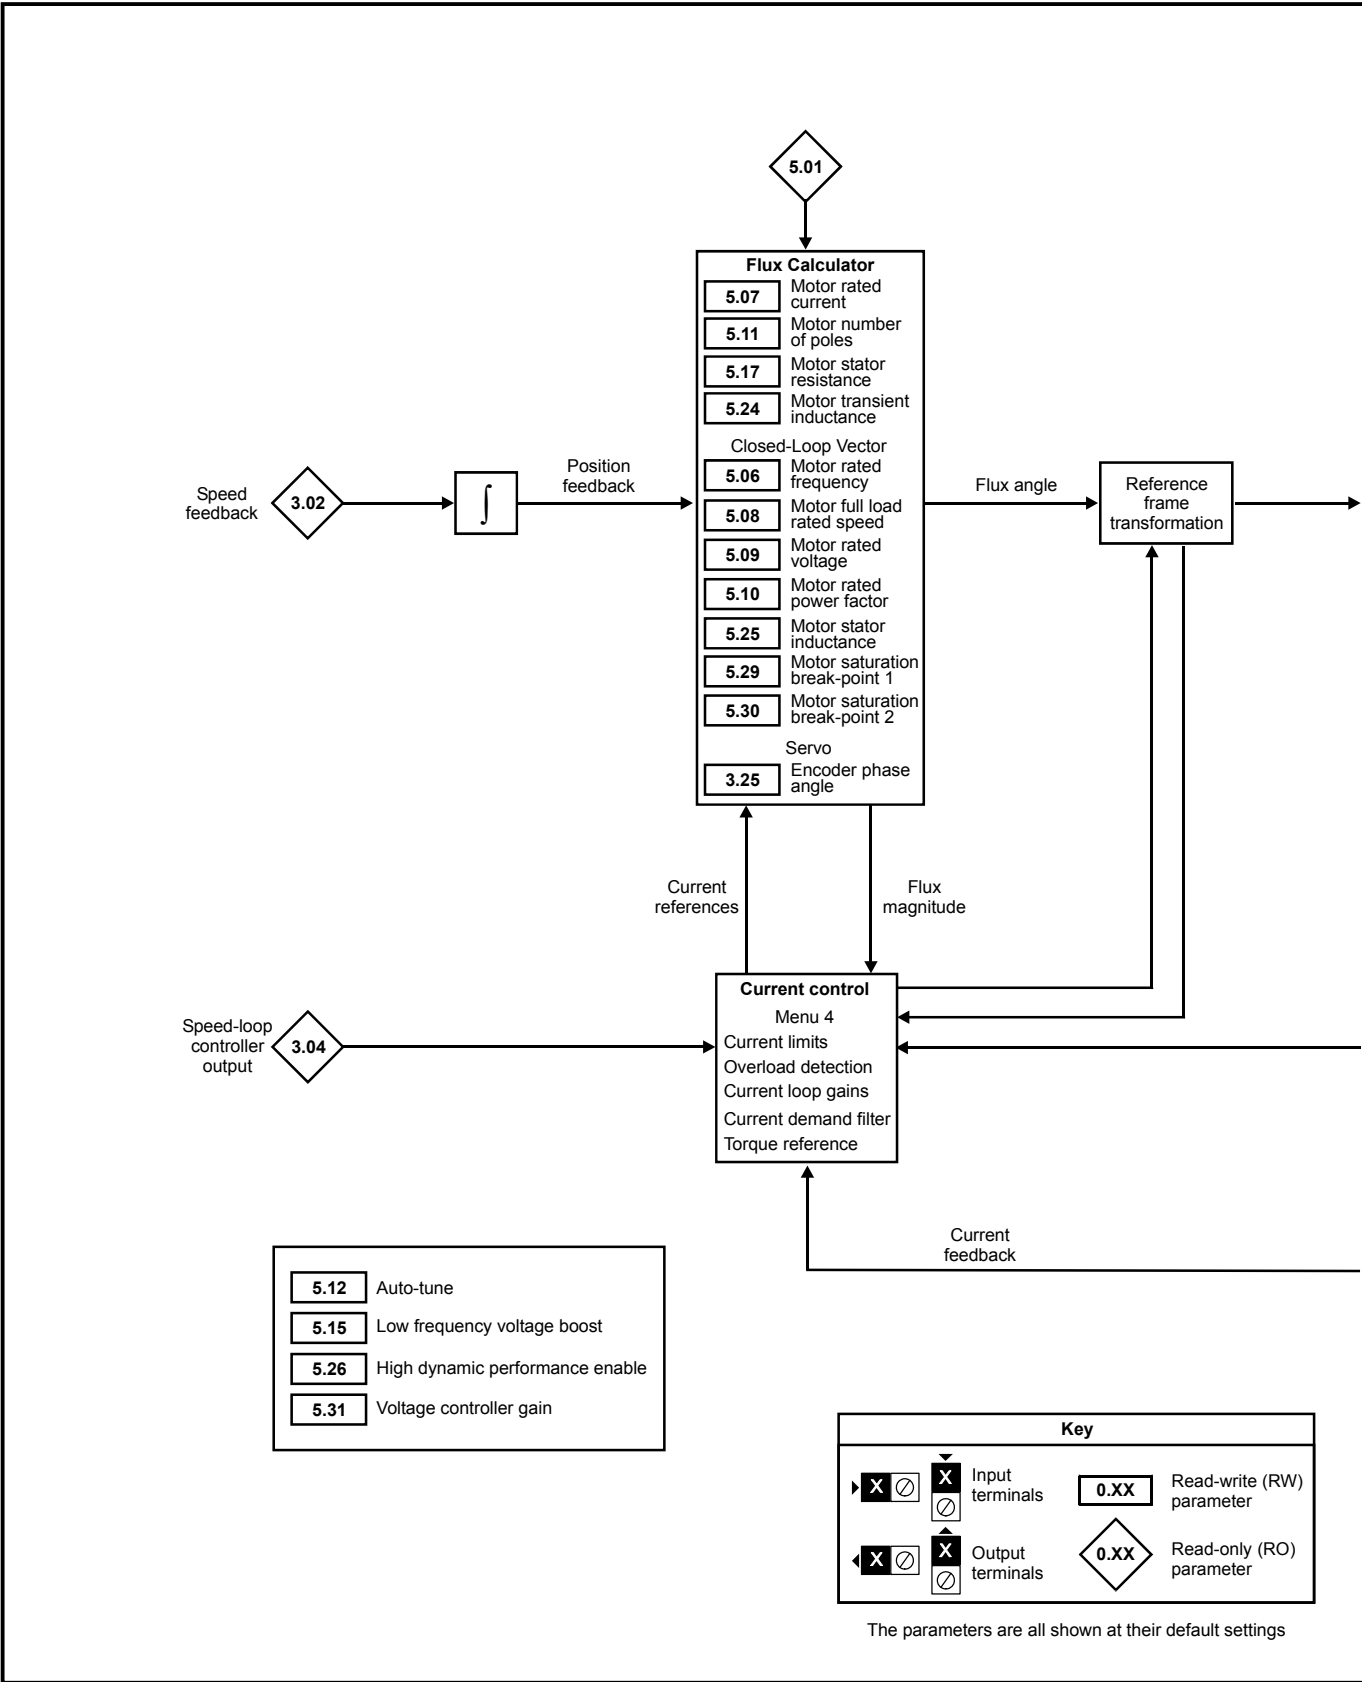 5.01
Flux Calculator
5.07 Motor rated
current
5.11 Motor number
of poles
5.17 Motor stator
resistance
5.24 Motor transient
inductance
Closed-Loop Vector
5.06 Motor rated
frequency
5.08 Motor full load
rated speed
5.09 Motor rated
voltage
5.10 Motor rated
power factor
5.25 Motor stator
inductance
5.29 Motor saturation
break-point 1
5.30 Motor saturation
break-point 2
Servo
3.25 Encoder phase
angle
Speed
feedback
3.02
∫
Position
feedback
Flux angle
Reference
frame
transformation
Current
references
Flux
magnitude
Speed-loop
controller
output
3.04
Current control
Menu 4
Current limits
Overload detection
Current loop gains
Current demand filter
Torque reference
Current
feedback
5.12 Auto-tune
5.15 Low frequency voltage boost
5.26 High dynamic performance enable
5.31 Voltage controller gain
Key
X X Input
terminals
0.XX Read-write (RW)
parameter
X X Output
terminals
0.XX Read-only (RO)
parameter
The parameters are all shown at their default settings